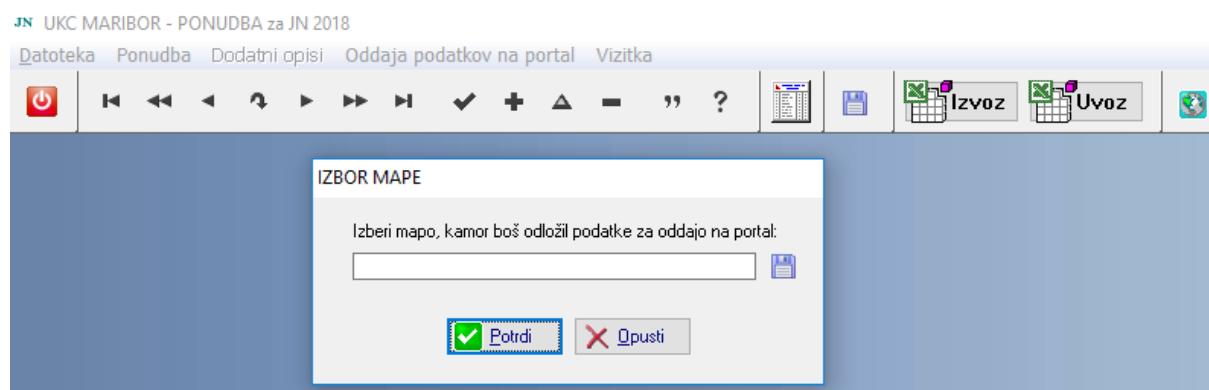 JN UKC MARIBOR - PONUDBA za JN 2018
Datoteka Ponudba Dodatni opisi Oddaja podatkov na portal Vizitka
Izvoz Uvoz
IZBOR MAPE
Izberi mapo, kamor boš odložil podatke za oddajo na portal:
Potrdi Opusti